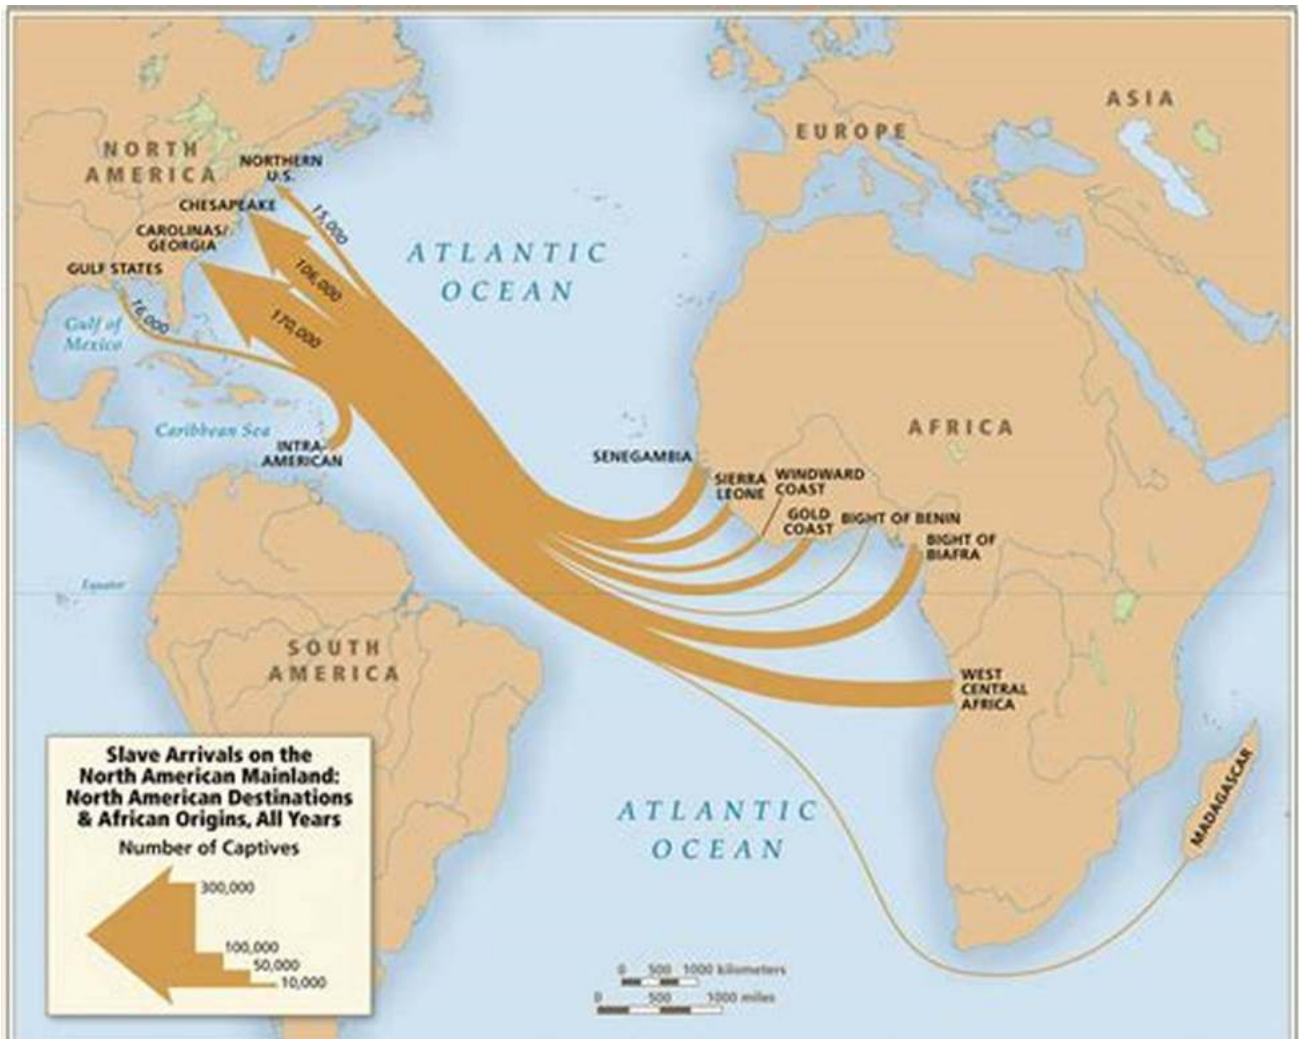 ASIA
EUROPE
NORTH
AMERICA
NORTHERN
U.S.
CHESAPEAKE
CAROLINAS/
GEORGIA
GULF STATES
15,000
106,000
170,000
16,000
ATLANTIC
OCEAN
Gulf of
Mexico
Caribbean Sea
INTRA-
AMERICAN
AFRICA
SENEGAMBIA
SIERRA
LEONE
WINDWARD
COAST
GOLD
COAST
BIGHT OF BENIN
BIGHT OF
BIAFRA
Equator
SOUTH
AMERICA
WEST
CENTRAL
AFRICA
MADAGASCAR
ATLANTIC
OCEAN
Slave Arrivals on the
North American Mainland:
North American Destinations
& African Origins, All Years
Number of Captives
300,000
100,000
50,000
10,000
0 500 1000 kilometers
0 500 1000 miles